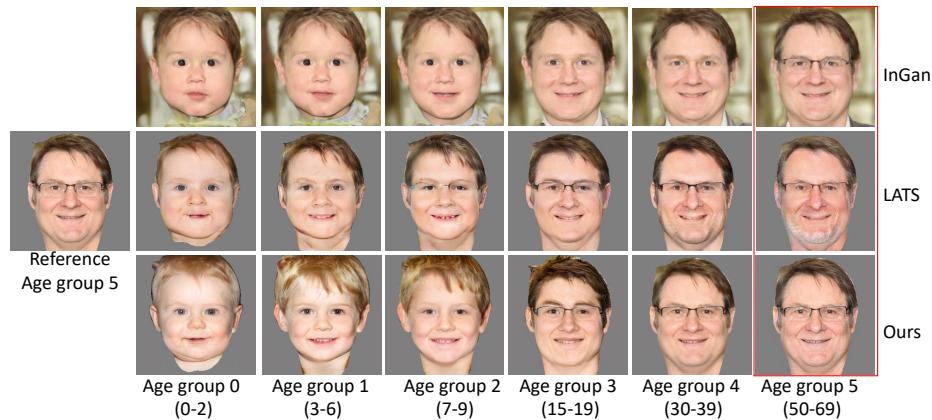 InGan
LATS
Reference
Age group 5
Ours
Age group 0
(0-2)
Age group 1
(3-6)
Age group 2
(7-9)
Age group 3
(15-19)
Age group 4
(30-39)
Age group 5
(50-69)